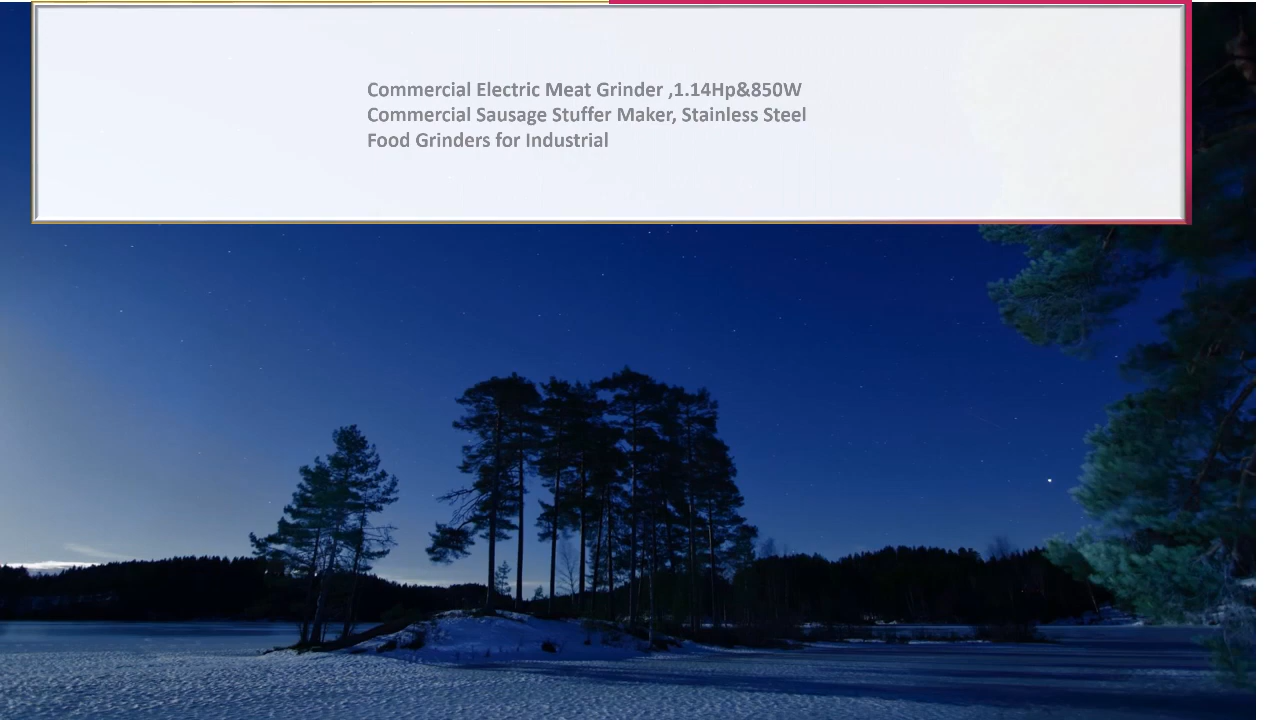 Commercial Electric Meat Grinder ,1.14Hp&850W
Commercial Sausage Stuffer Maker, Stainless Steel
Food Grinders for Industrial